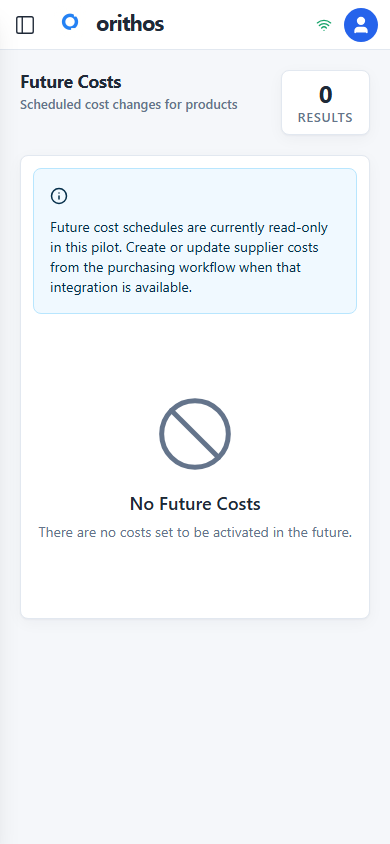 orithos
Future Costs
Scheduled cost changes for products
0
RESULTS
Future cost schedules are currently read-only
in this pilot. Create or update supplier costs
from the purchasing workflow when that
integration is available.
No Future Costs
There are no costs set to be activated in the future.